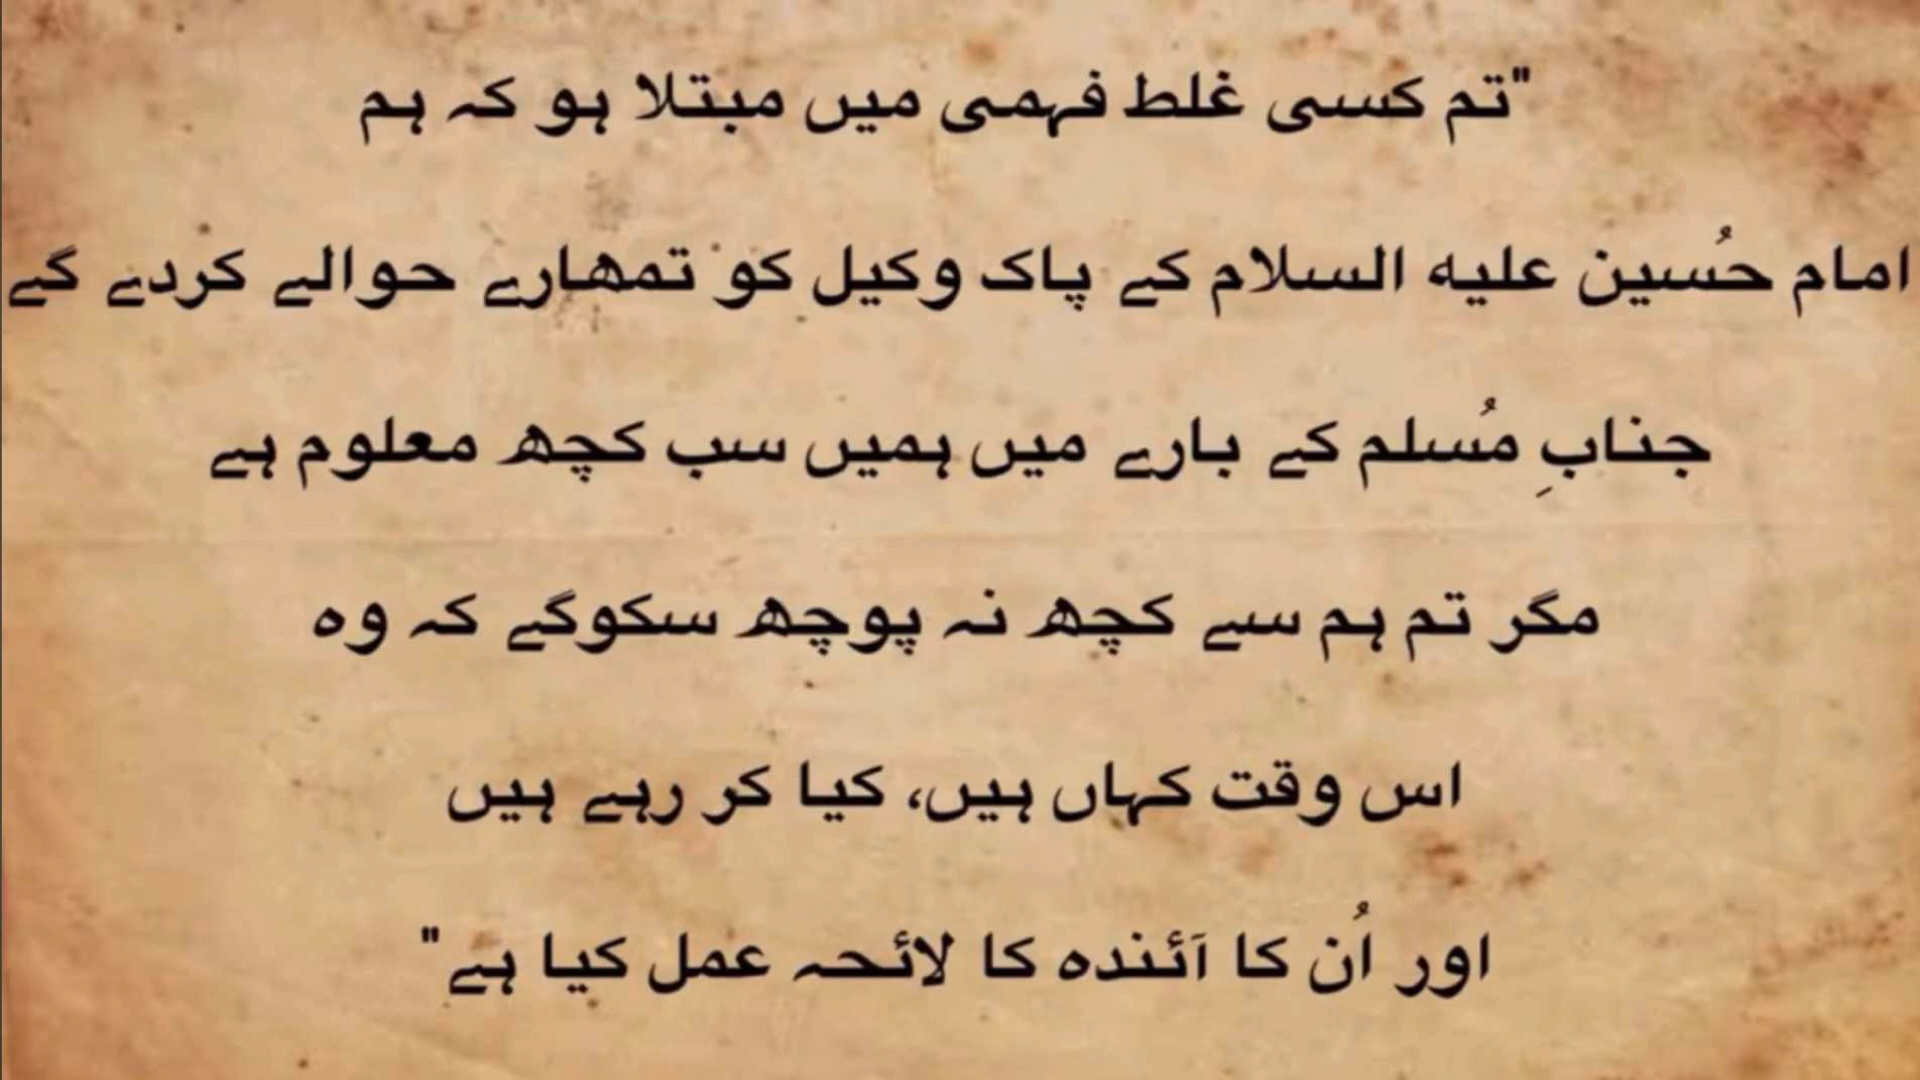 "تم کسی غلط فہمی میں مبتلا ہو کہ ہم
امام حُسین علیہ السلام کے پاک وکیل کو تمھارے حوالے کردے گے
جنابِ مُسلم کے بارے میں ہمیں سب کچھ معلوم ہے
مگر تم ہم سے کچھ نہ پوچھ سکوگے کہ وہ
اس وقت کہاں ہیں، کیا کر رہے ہیں
اور اُن کا آئندہ کا لائحہ عمل کیا ہے"